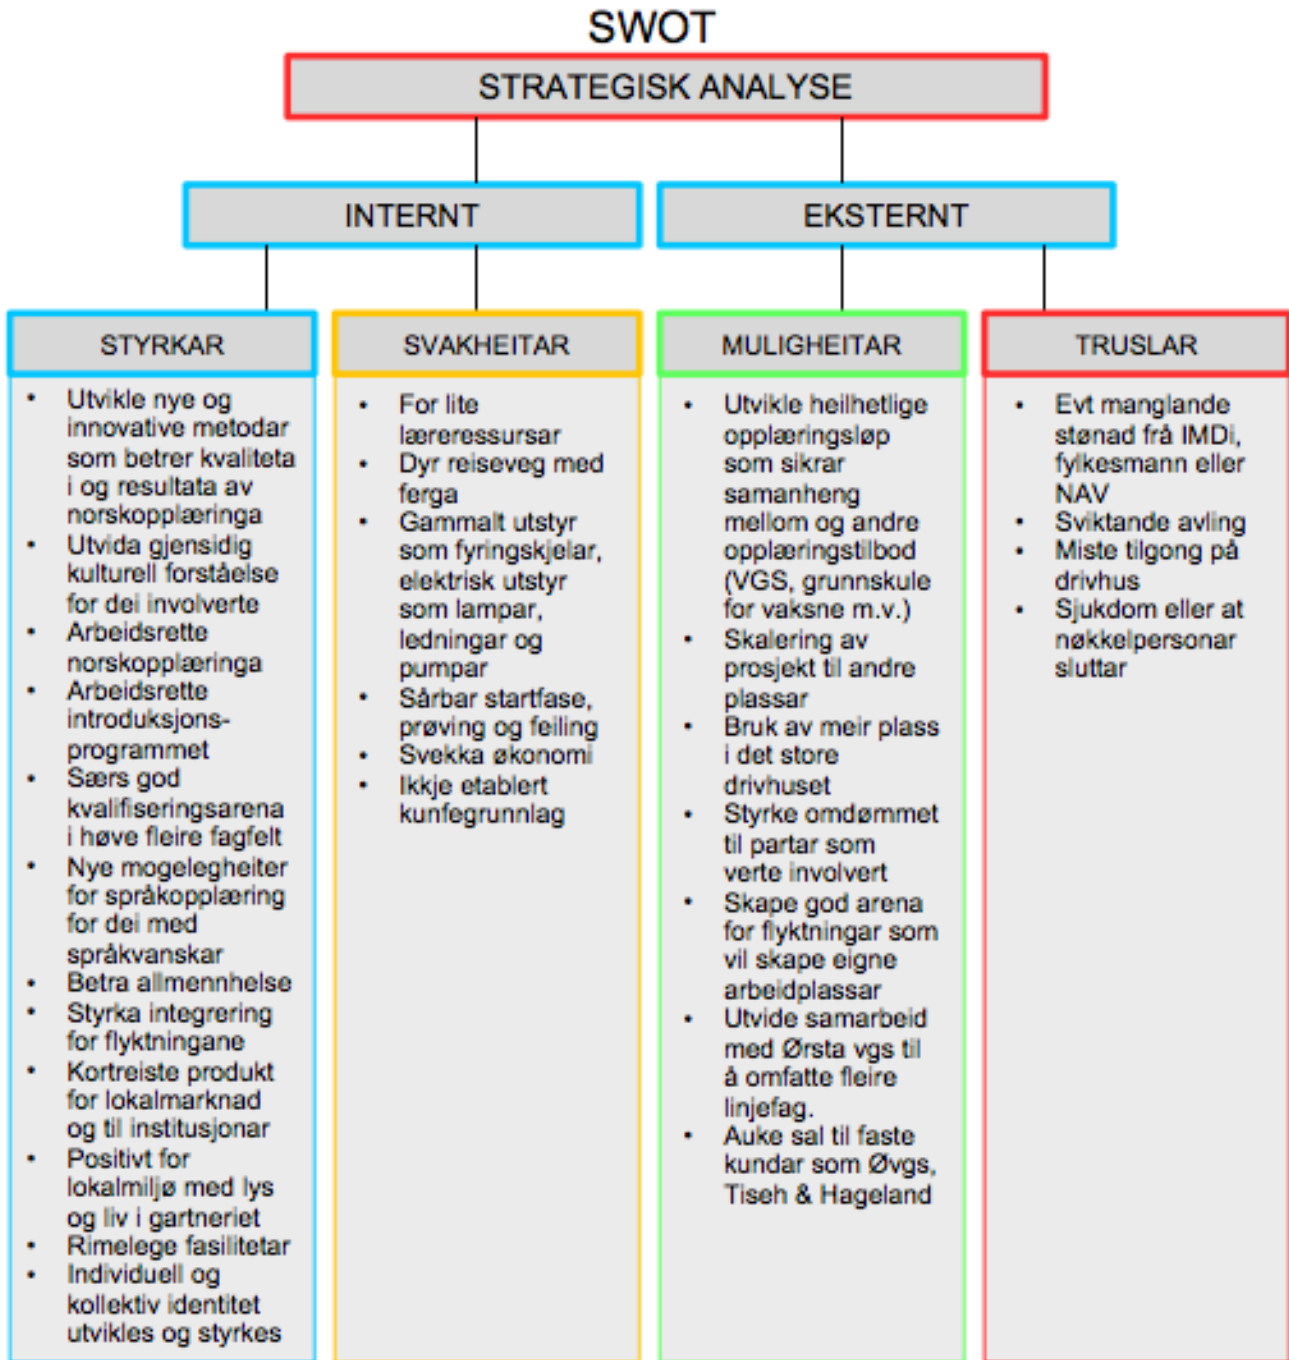 SWOT
STRATEGISK ANALYSE
INTERNT
EKSTERNT
STYRKAR
• Utvikle nye og
innovative metodar
som betrer kvaliteta
i og resultata av
norskopplæringa
• Utvida gjensidig
kulturell forståelse
for dei involverte
• Arbeidsrette
norskopplæringa
• Arbeidsrette
introduksjons-
programmet
• Særs god
kvalifiseringsarena
i høve fleire fagfelt
• Nye mogelegheiter
for språkopplæring
for dei med
språkvanskar
• Betra allmennhelse
• Styrka integrering
for flyktningane
• Kortreiste produkt
for lokalmarknad
og til institusjonar
• Positivt for
lokalmiljø med lys
og liv i gartneriet
• Rimelege fasilitetar
• Individuell og
kollektiv identitet
utvikles og styrkes
SVAKHEITAR
• For lite
læreressursar
• Dyr reiseveg med
ferga
• Gammalt utstyr
som fyringskjelar,
elektrisk utstyr
som lampar,
ledningar og
pumpar
• Sårbar startfase,
prøving og feiling
• Svekka økonomi
• Ikkje etablert
kunfegrunnlag
MULIGHEITAR
• Utvikle heilhetlige
opplæringsløp
som sikrar
samanheng
mellom og andre
opplæringstilbod
(VGS, grunnskule
for vaksne m.v.)
• Skalering av
prosjekt til andre
plassar
• Bruk av meir plass
i det store
drivhuset
• Styrke omdømmet
til partar som
verte involvert
• Skape god arena
for flyktningar som
vil skape eigne
arbeidplassar
• Utvide samarbeid
med Ørsta vgs til
å omfatte fleire
linjefag.
• Auke sal til faste
kundar som Øvgs,
Tiseh & Hageland
TRUSLAR
• Evt manglande
stønad frå IMDi,
fylkesmann eller
NAV
• Sviktande avling
• Miste tilgong på
drivhus
• Sjukdom eller at
nøkkelpersonar
sluttar